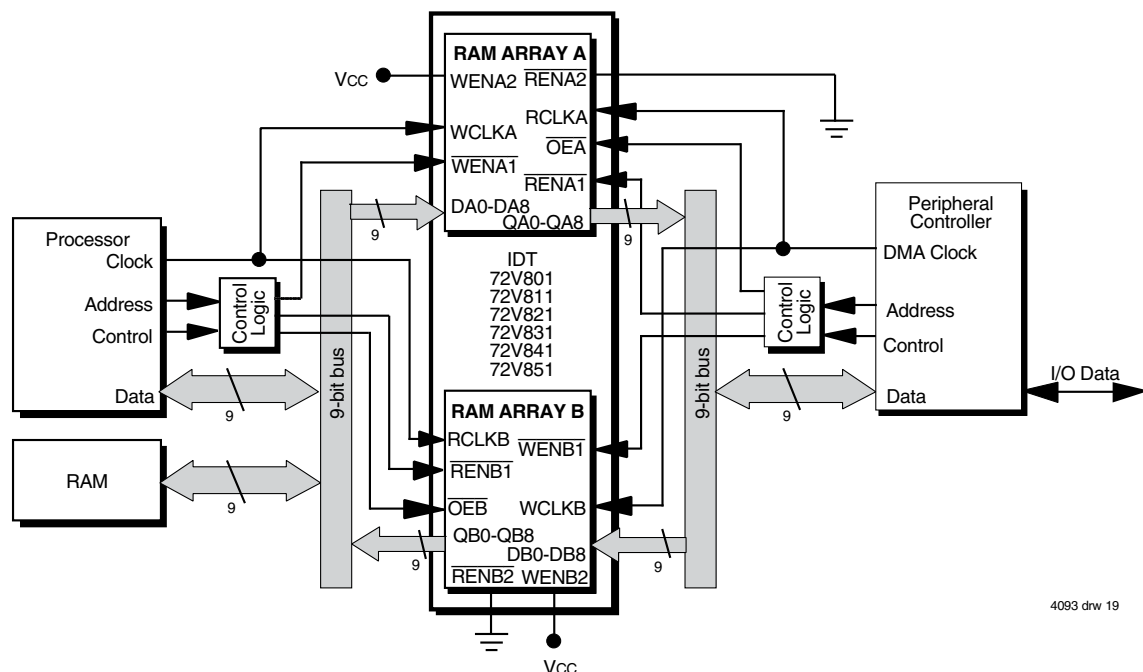 RAM ARRAY A
VCC
WENA2
RENA2
RCLKA
WCLKA
OEA
WENA1
RENA1
DA0-DA8
QA0-QA8
9
9
Processor
Clock
Address
Control
Data
9
Control
Logic
9-bit bus
IDT
72V801
72V811
72V821
72V831
72V841
72V851
9-bit bus
Control
Logic
Peripheral
Controller
DMA Clock
Address
Control
Data
9
I/O Data
RAM
9
RAM ARRAY B
RCLKB
WENB1
RENB1
OEB
WCLKB
QB0-QB8
DB0-DB8
9
9
RENB2
WENB2
VCC
4093 drw 19